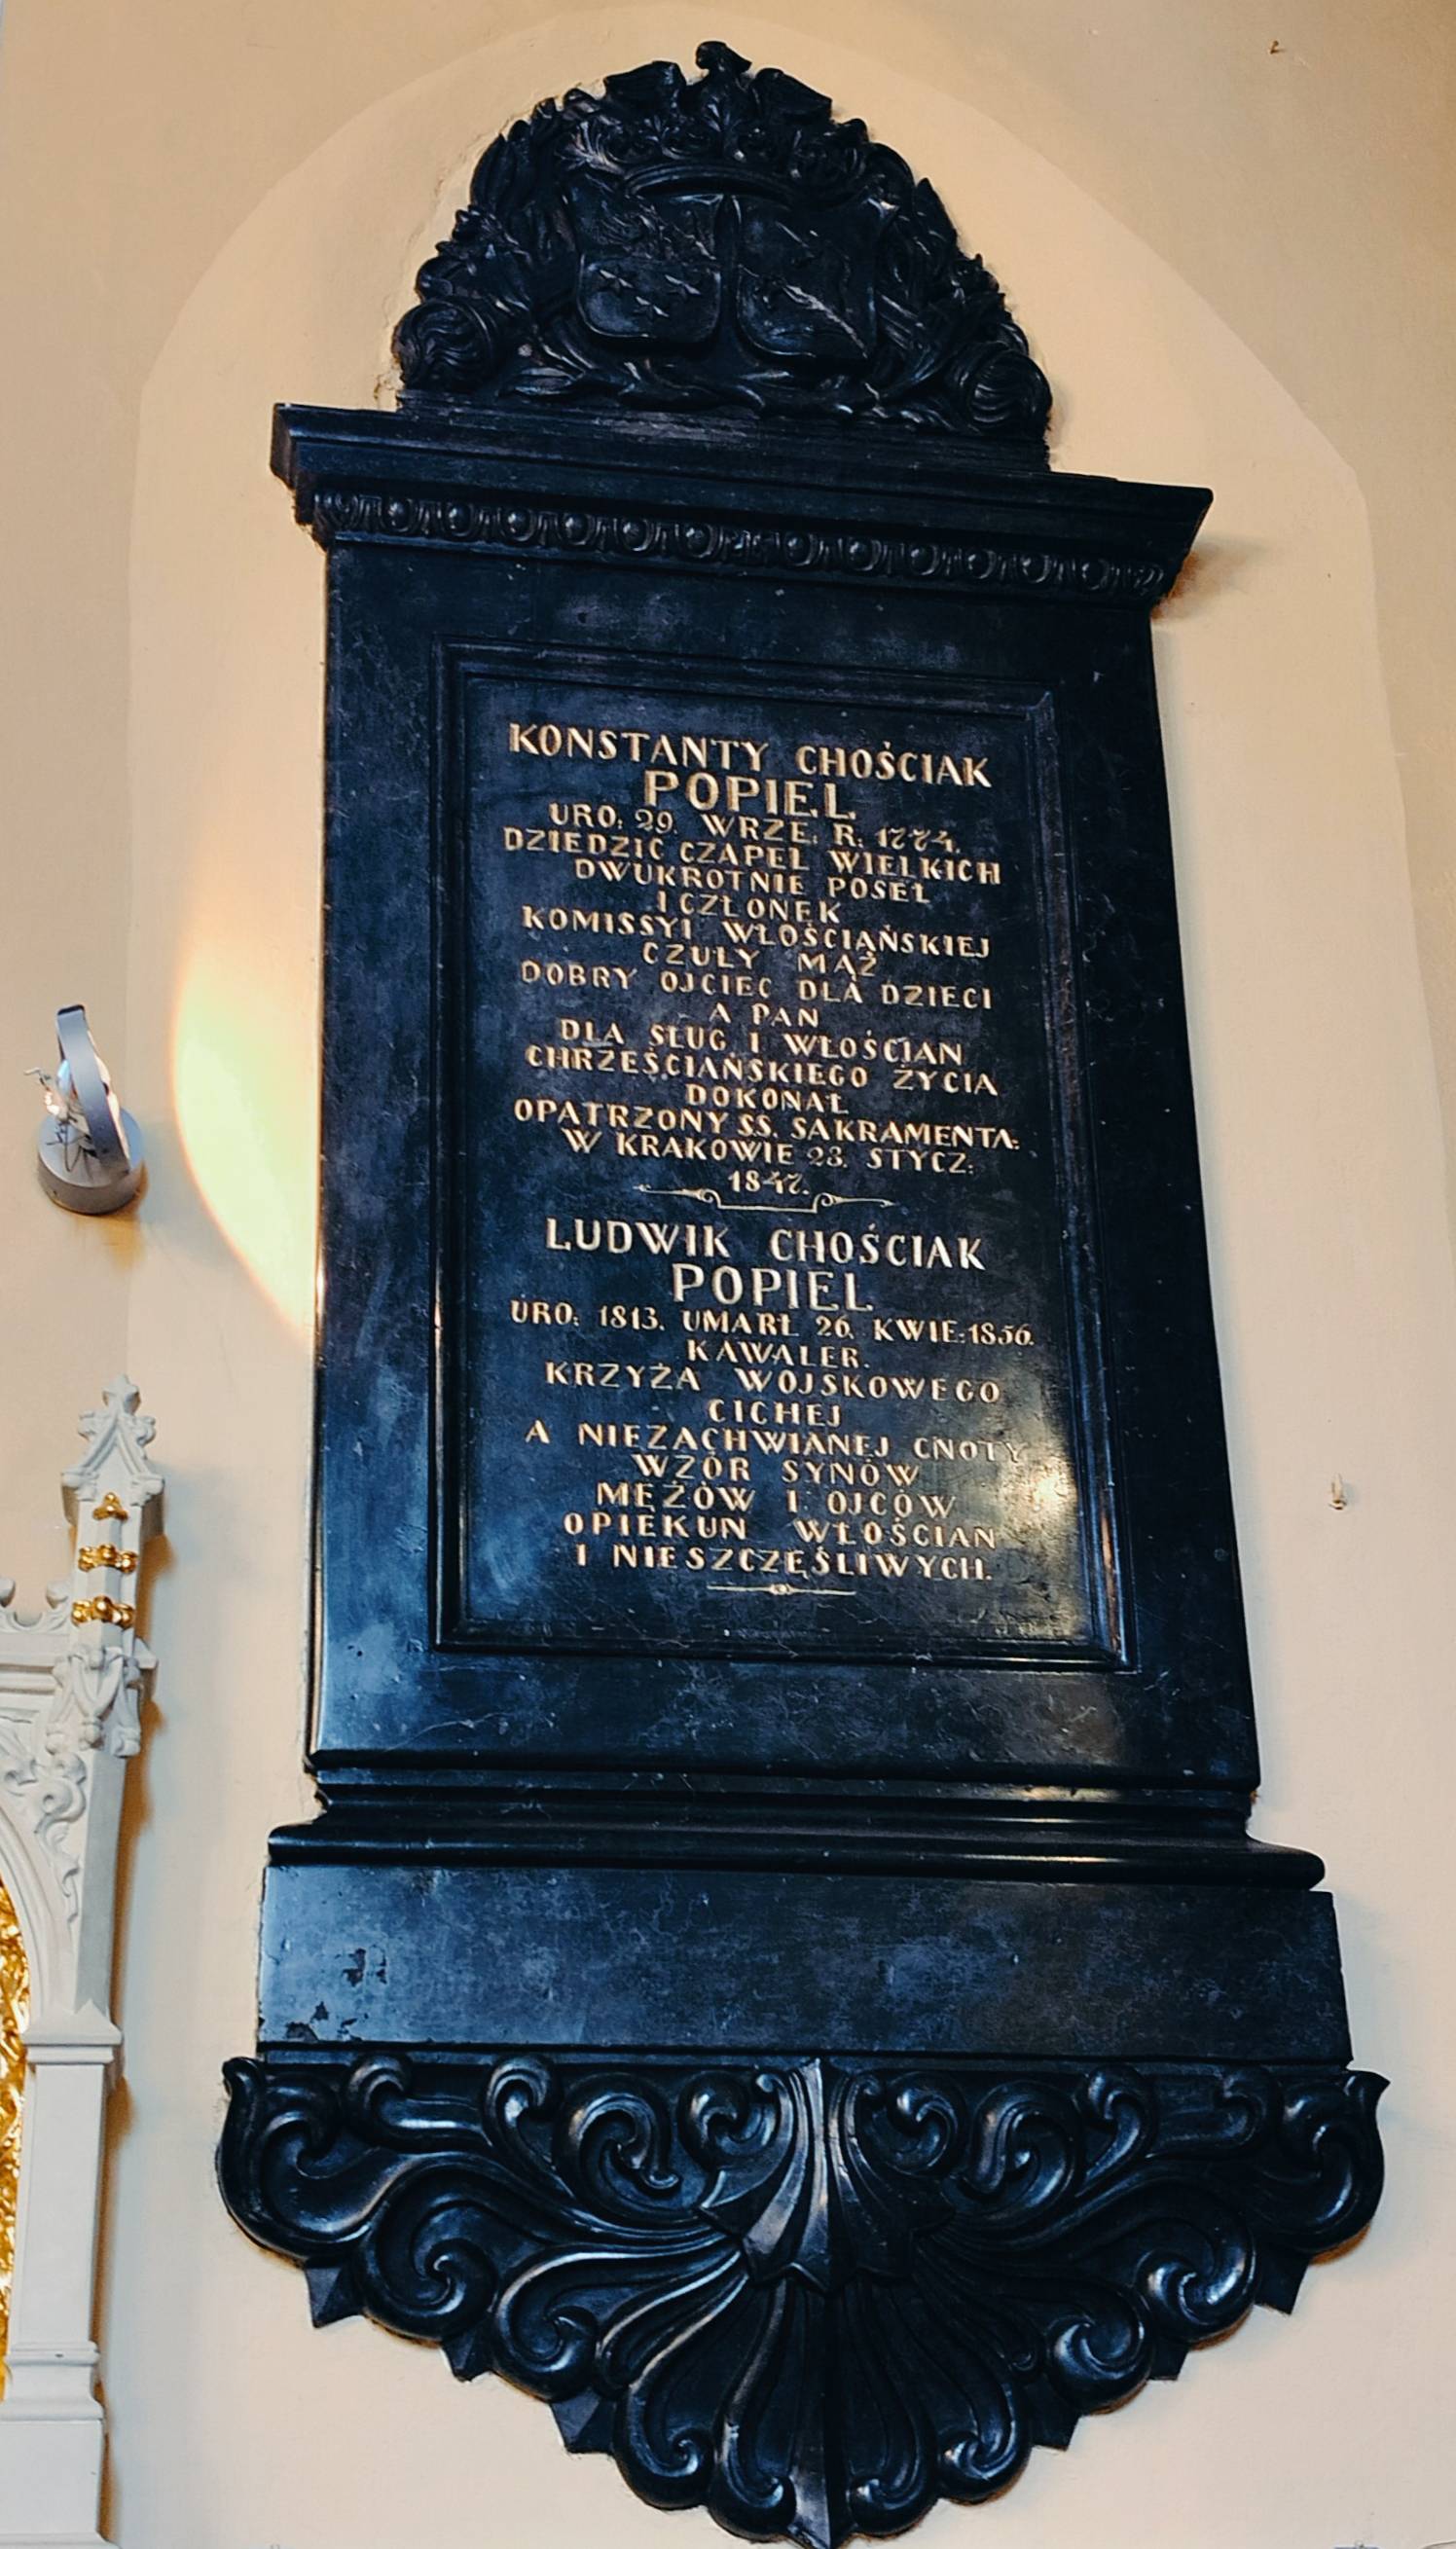 KONSTANTY CHOŚCIAK
POPIEL
URO: 29. WRZE: R: 1774.
DZIEDZIC CZAPEL WIELKICH
DWUKROTNIE POSEŁ
I CZŁONEK
KOMISSYI WŁOŚCIAŃSKIEJ
CZUŁY MĄŻ
DOBRY OJCIEC DLA DZIECI
A PAN
DLA SŁUG I WŁOŚCIAN
CHRZEŚCIAŃSKIEGO ŻYCIA
DOKONAŁ
OPATRZONY SS. SAKRAMENTA:
W KRAKOWIE 23. STYCZ:
1847.
LUDWIK CHOŚCIAK
POPIEL
URO: 1813. UMARŁ 26. KWIE: 1856.
KAWALER.
KRZYŻA WOJSKOWEGO
CICHEJ
A NIEZACHWIANEJ CNOTY
WZÓR SYNÓW
MĘŻÓW I OJCÓW
OPIEKUN WŁOŚCIAN
I NIESZCZĘŚLIWYCH.